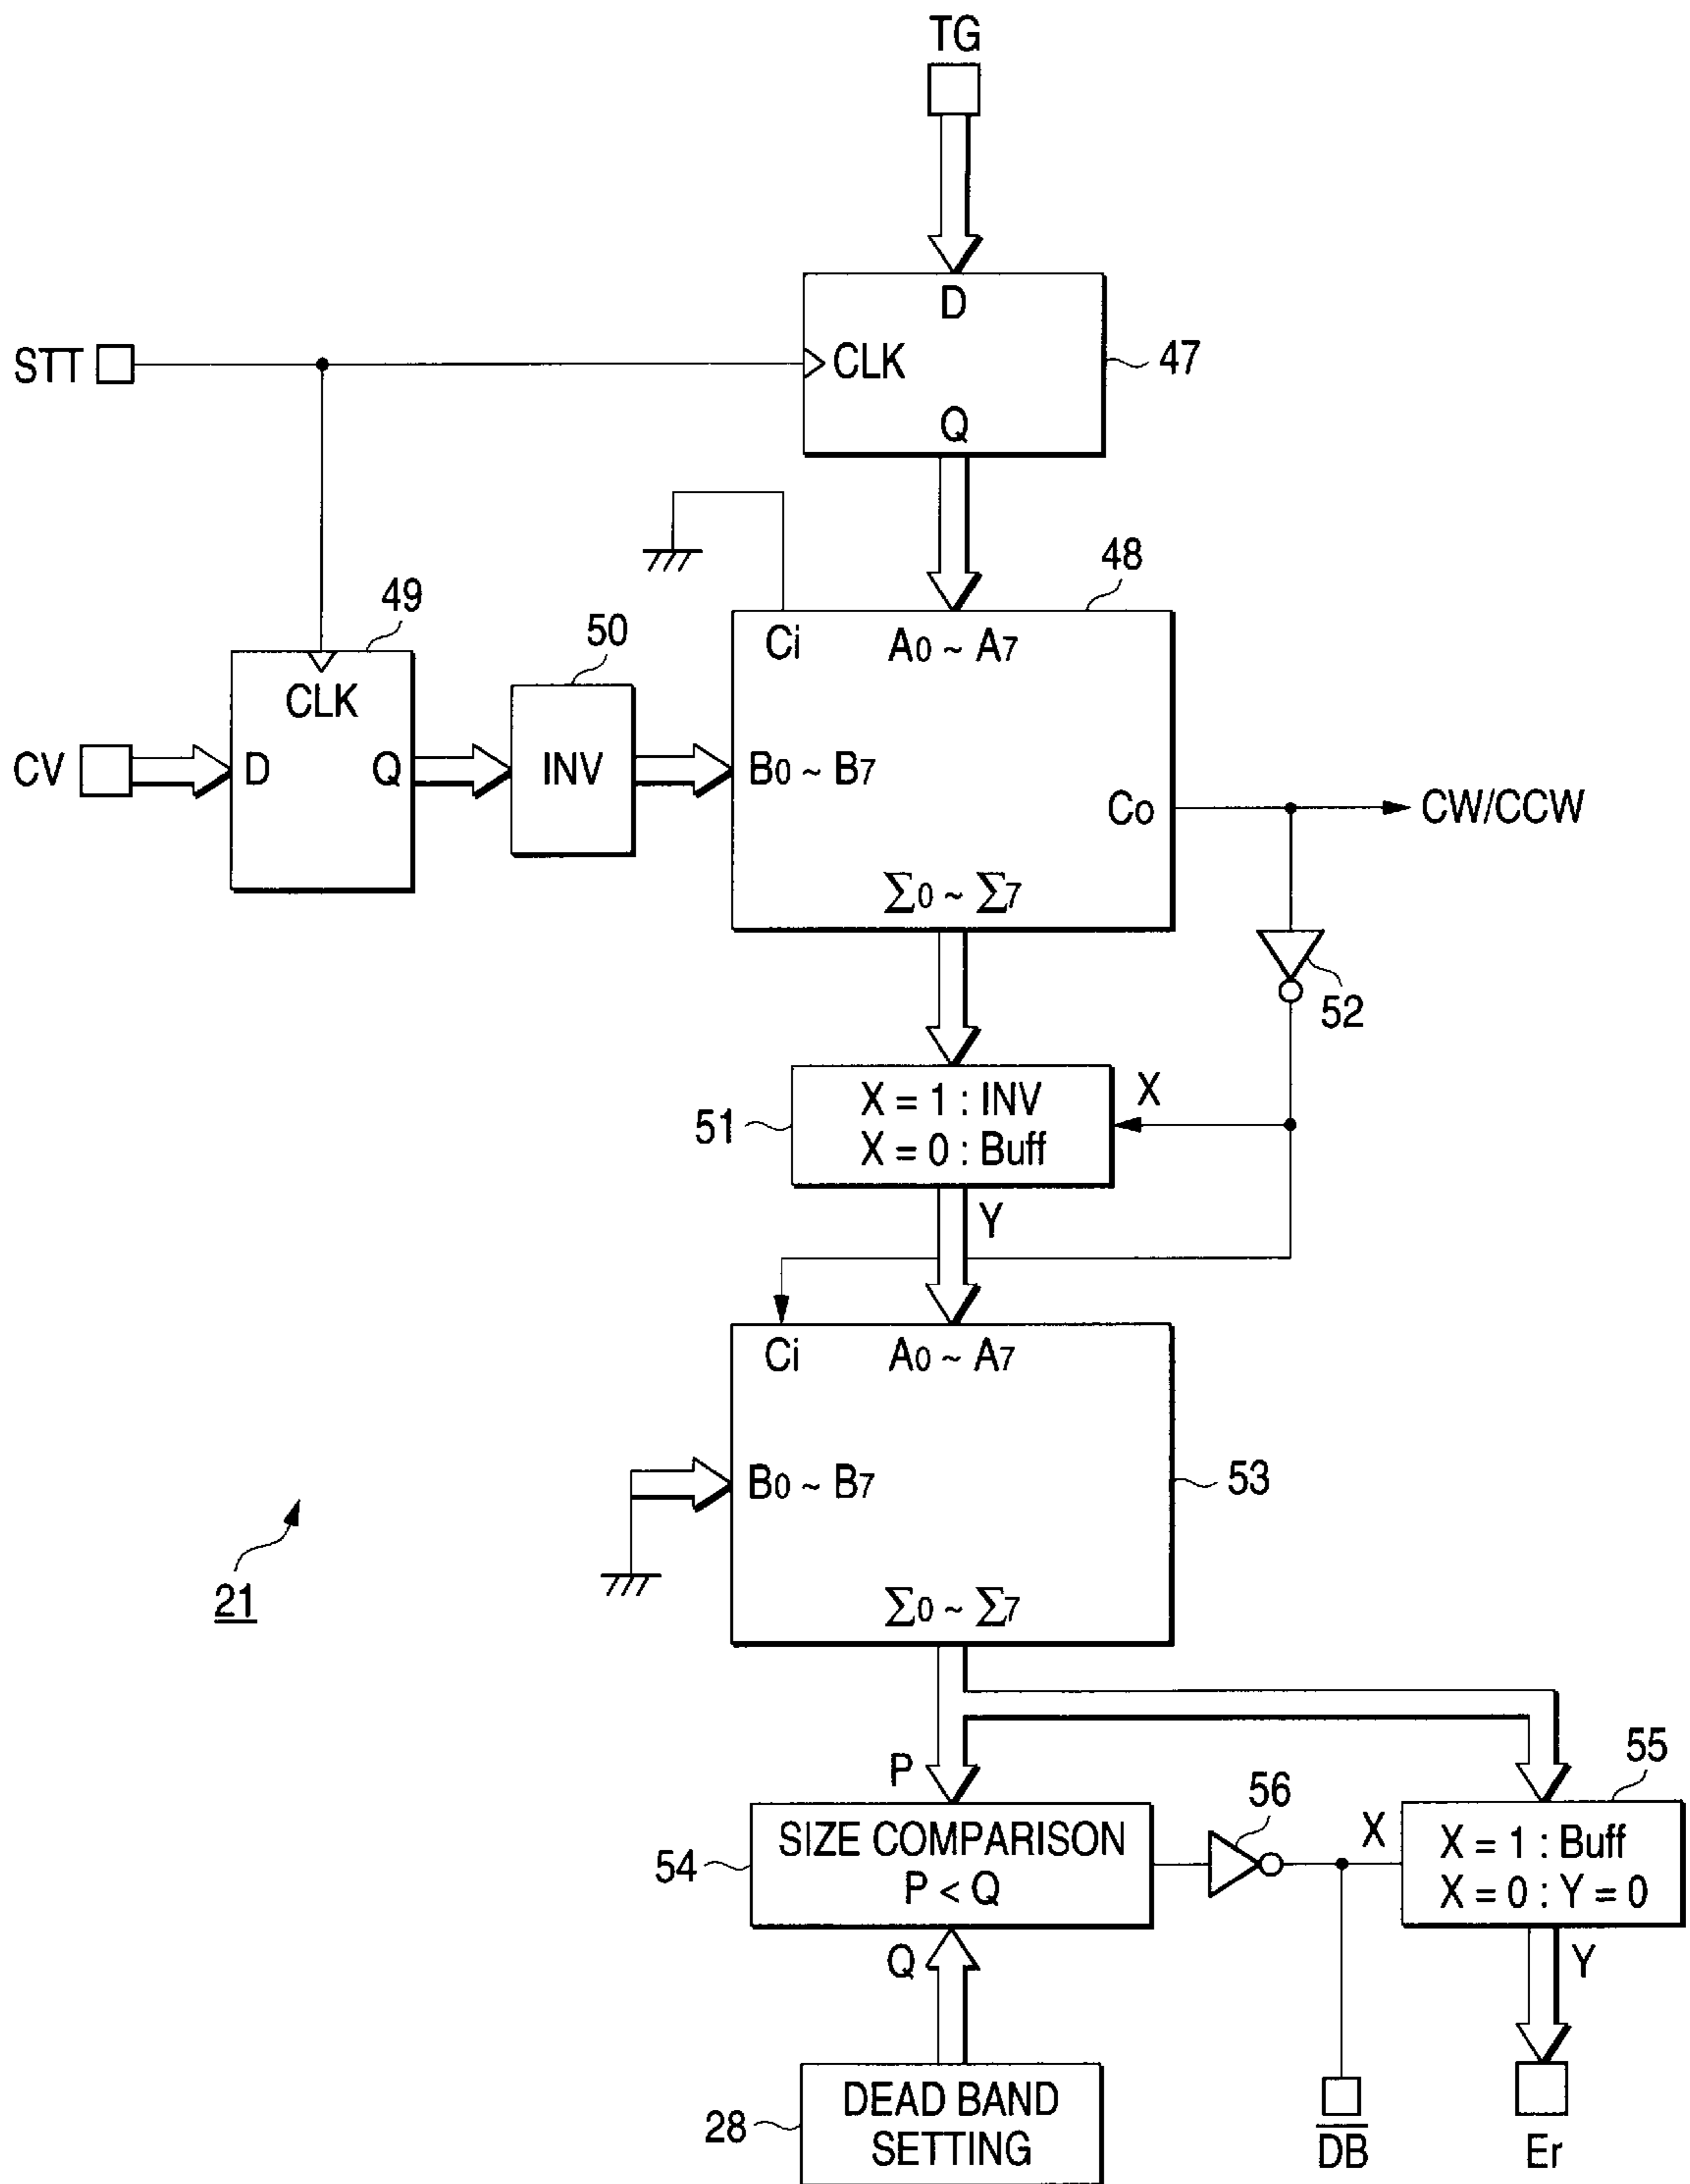 TG
D
STT
CLK
47
Q
48
49
50
Ci
A0 ~ A7
CLK
CV
D
Q
INV
B0 ~ B7
Co
CW/CCW
Σ0 ~ Σ7
52
X = 1 : INV
X = 0 : Buff
X
51
Y
Ci
A0 ~ A7
B0 ~ B7
53
21
Σ0 ~ Σ7
P
56
55
SIZE COMPARISON
P < Q
54
X
X = 1 : Buff
X = 0 : Y = 0
Q
Y
DEAD BAND
SETTING
28
D̅B̅
Er